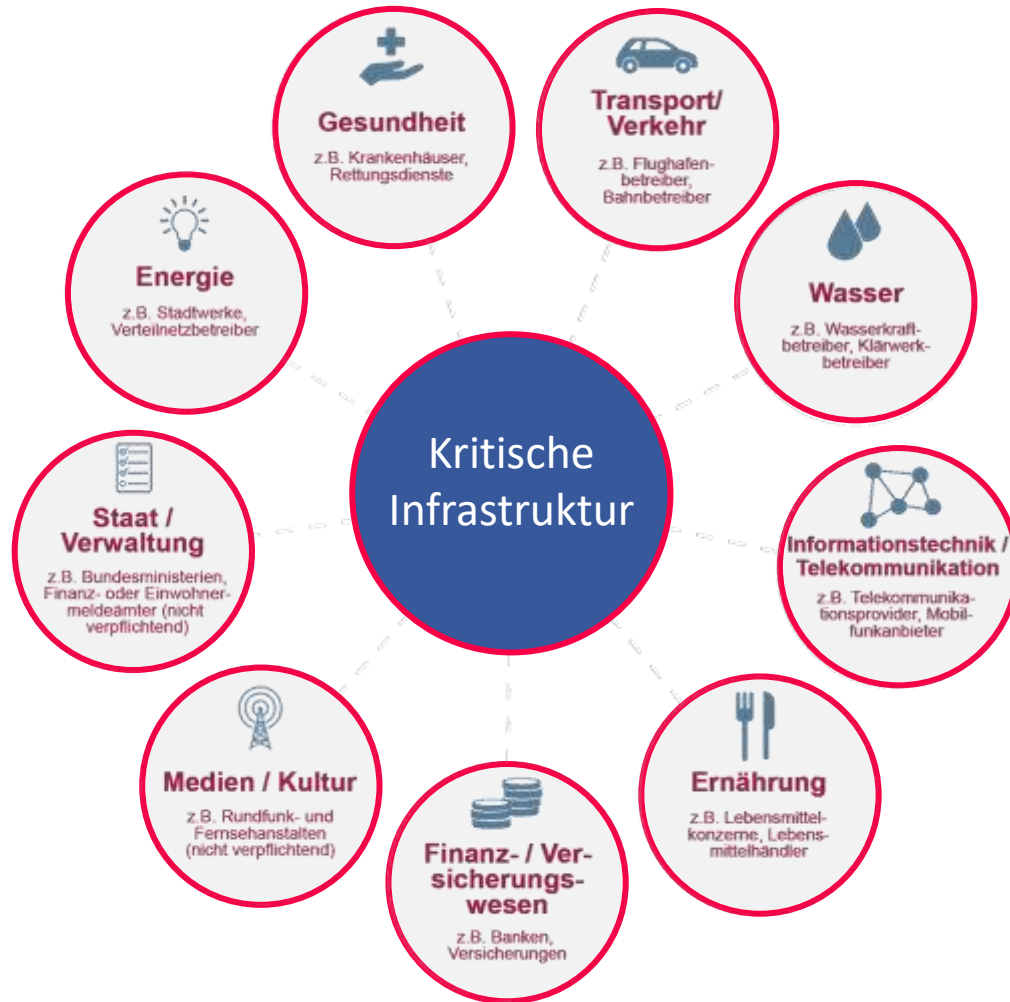 Gesundheit
z.B. Krankenhäuser,
Rettungsdienste
Transport/
Verkehr
z.B. Flughafen-
betreiber,
Bahnbetreiber
Energie
z.B. Stadtwerke,
Verteilnetzbetreiber
Wasser
z.B. Wasserkraft-
betreiber, Klärwerk-
betreiber
Kritische
Infrastruktur
Staat /
Verwaltung
z.B. Bundesministerien,
Finanz- oder Einwohner-
meldeämter (nicht
verpflichtend)
Informationstechnik /
Telekommunikation
z.B. Telekommunika-
tionsprovider, Mobil-
funkanbieter
Medien / Kultur
z.B. Rundfunk- und
Fernsehanstalten
(nicht verpflichtend)
Ernährung
z.B. Lebensmittel-
konzerne, Lebens-
mittelhändler
Finanz- / Ver-
sicherungs-
wesen
z.B. Banken,
Versicherungen